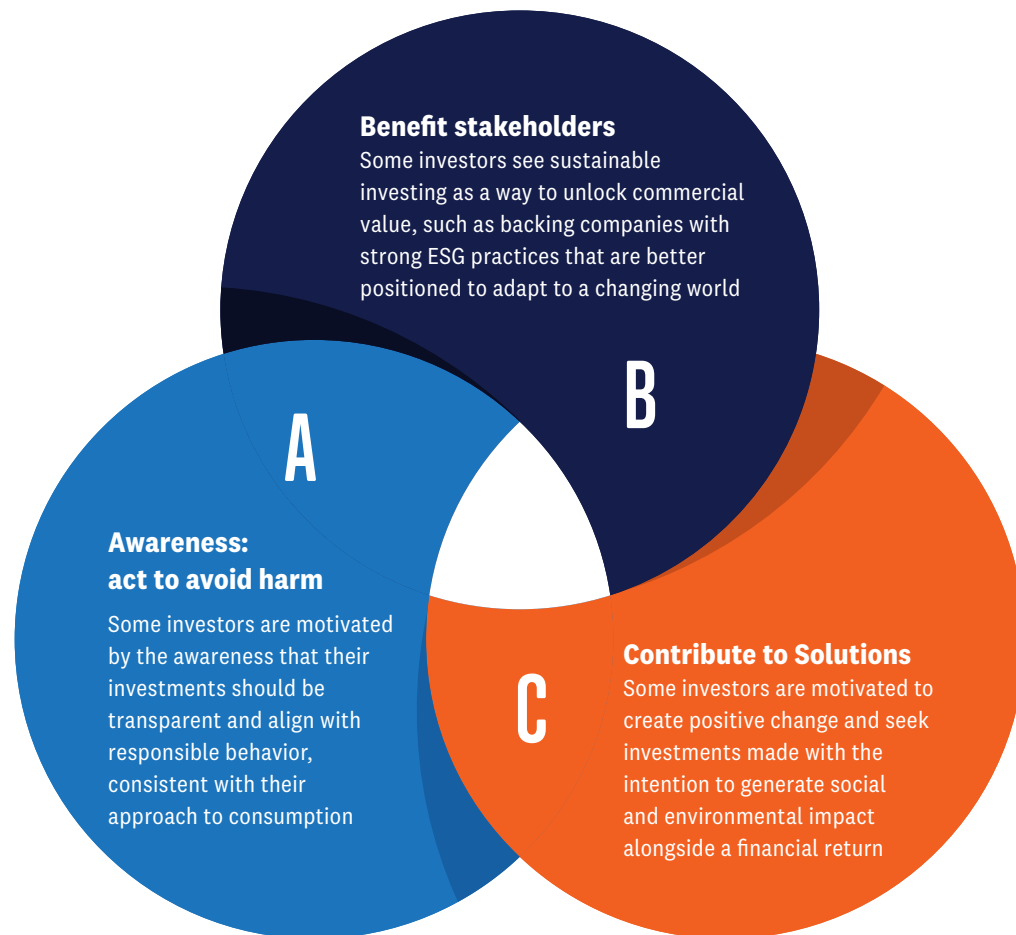 Benefit stakeholders
Some investors see sustainable
investing as a way to unlock commercial
value, such as backing companies with
strong ESG practices that are better
positioned to adapt to a changing world
B
A
Awareness:
act to avoid harm
Some investors are motivated
by the awareness that their
investments should be
transparent and align with
responsible behavior,
consistent with their
approach to consumption
C
Contribute to Solutions
Some investors are motivated to
create positive change and seek
investments made with the
intention to generate social
and environmental impact
alongside a financial return